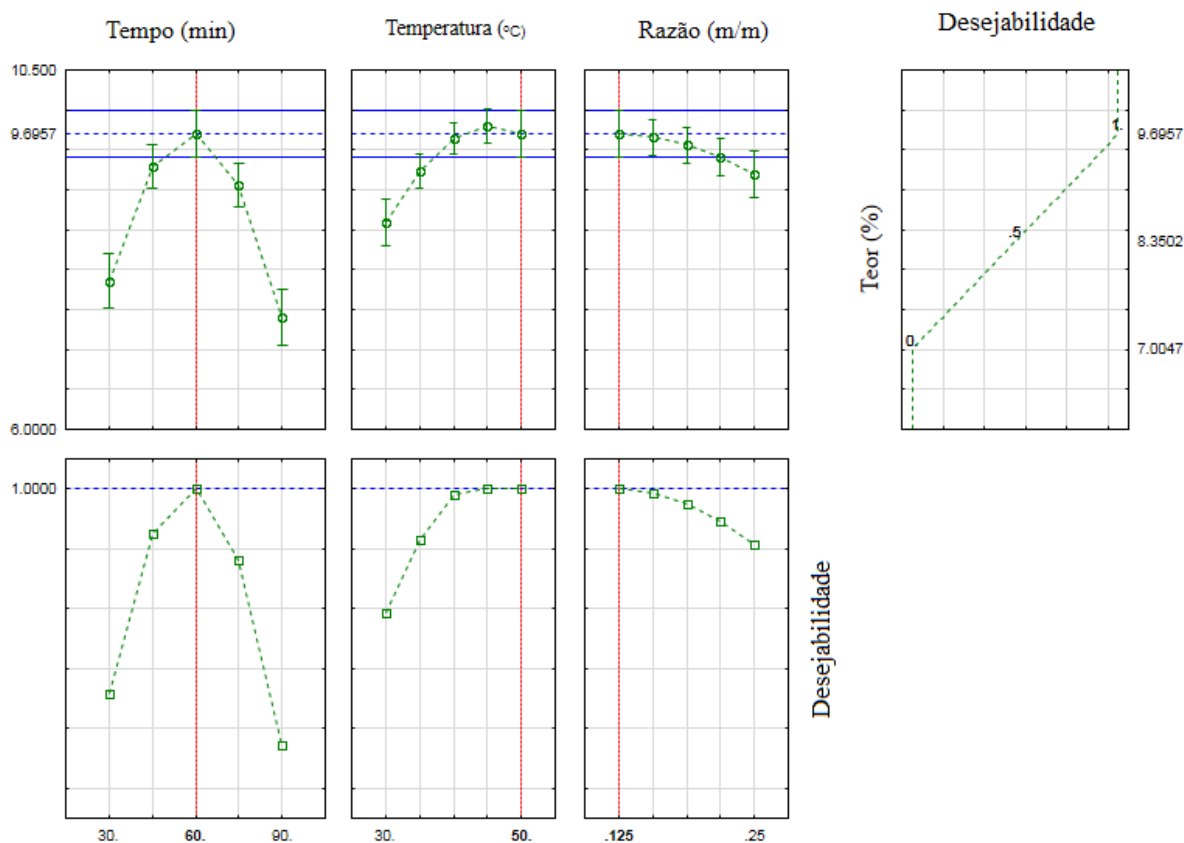 Tempo (min)
Temperatura (°C)
Razão (m/m)
Desejabilidade
10.500
9.6957
6.0000
1.
.5
0.
9.6957
8.3502
7.0047
Teor (%)
1.0000
Desejabilidade
30.
60.
90.
30.
50.
.125
.25